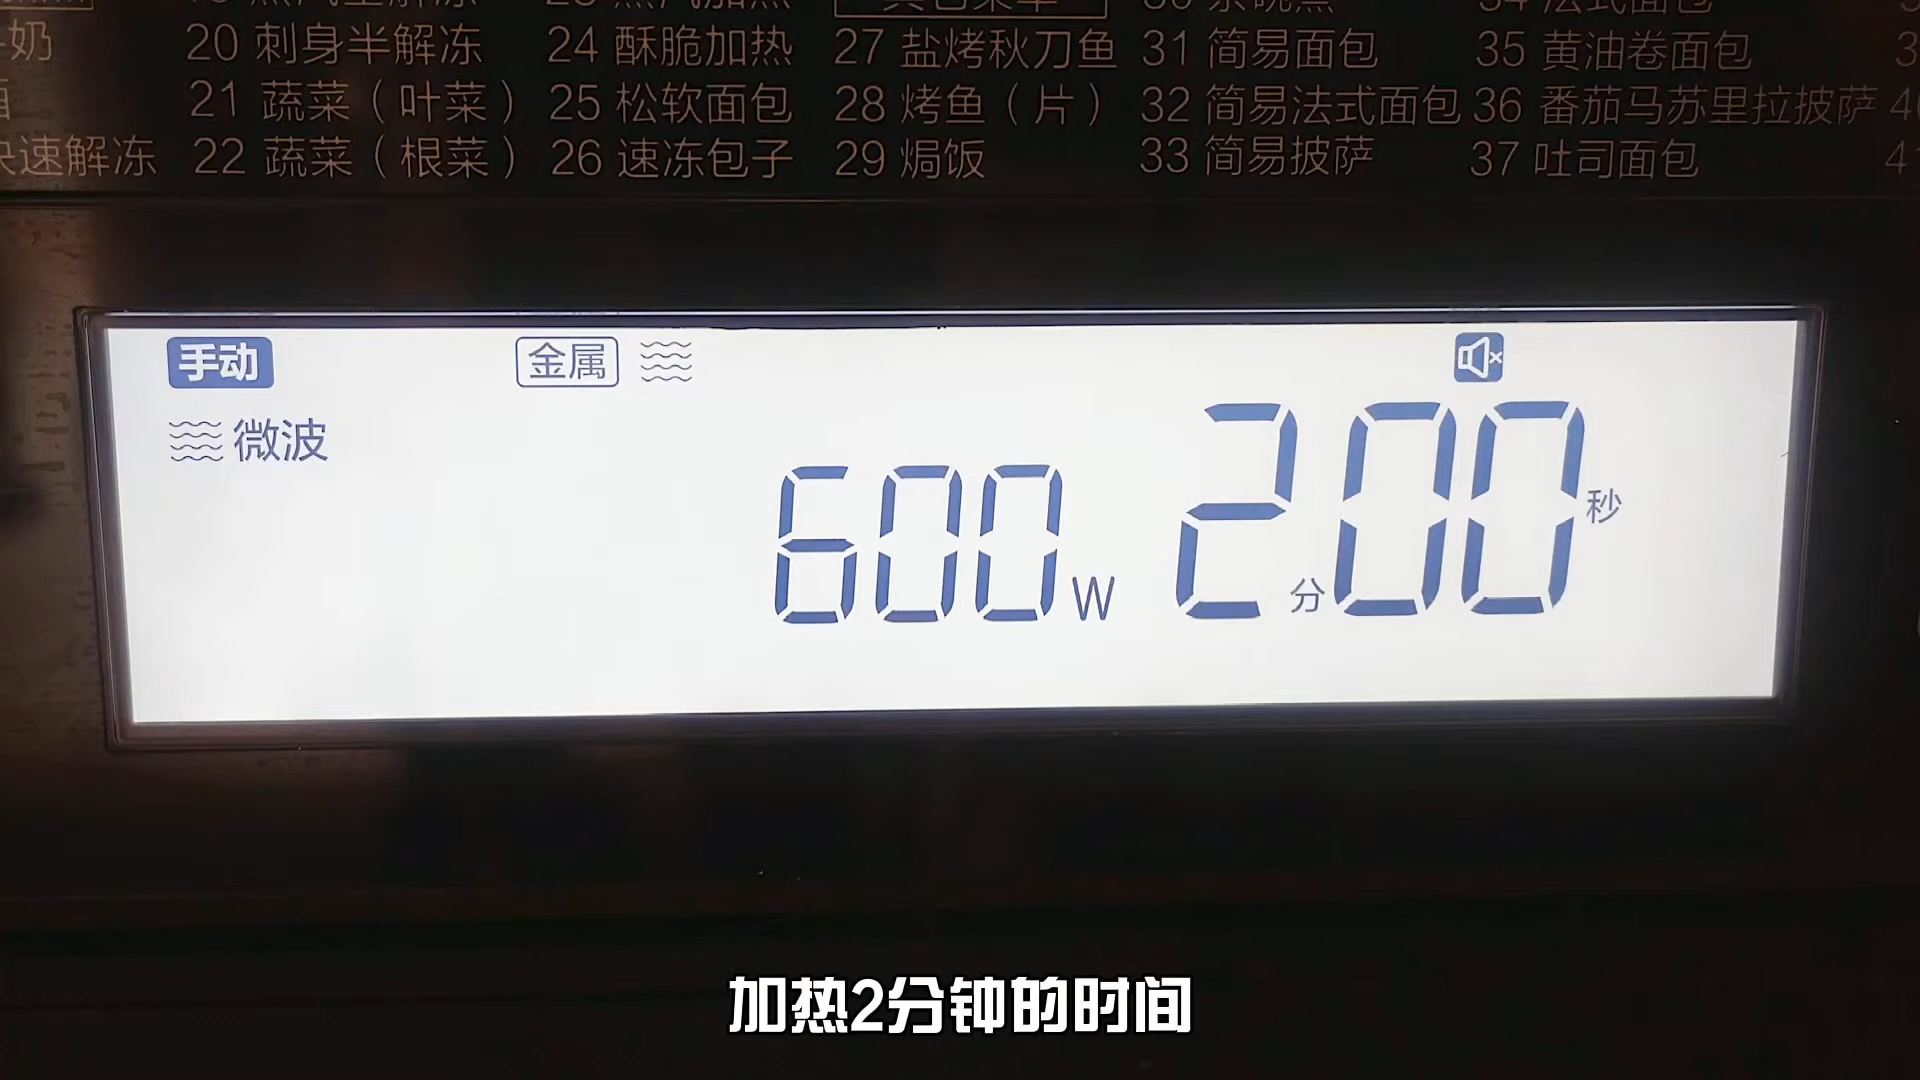 奶 20 刺身半解冻 24 酥脆加热 27 盐烤秋刀鱼 31 简易面包 35 黄油卷面包
21 蔬菜（叶菜） 25 松软面包 28 烤鱼（片） 32 简易法式面包 36 番茄马苏里拉披萨
速解冻 22 蔬菜（根菜） 26 速冻包子 29 焗饭 33 简易披萨 37 吐司面包
手动 金属
微波
600W 2分00秒
加热2分钟的时间